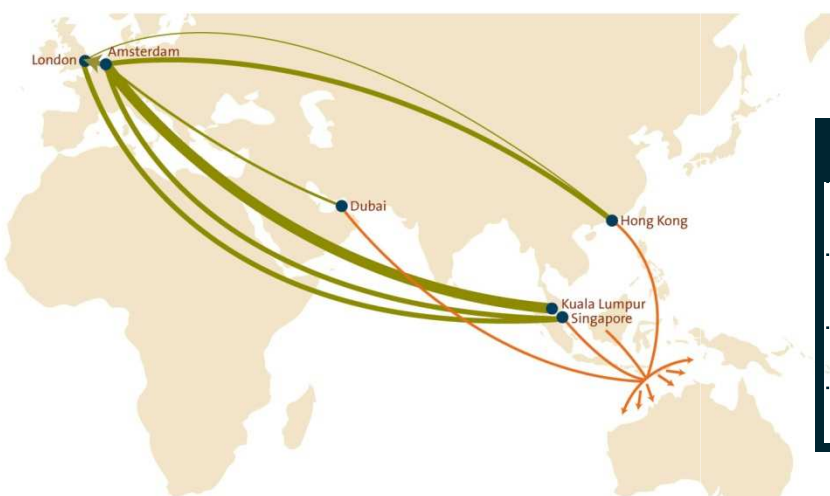 London
Amsterdam
Dubai
Hong Kong
Kuala Lumpur
Singapore